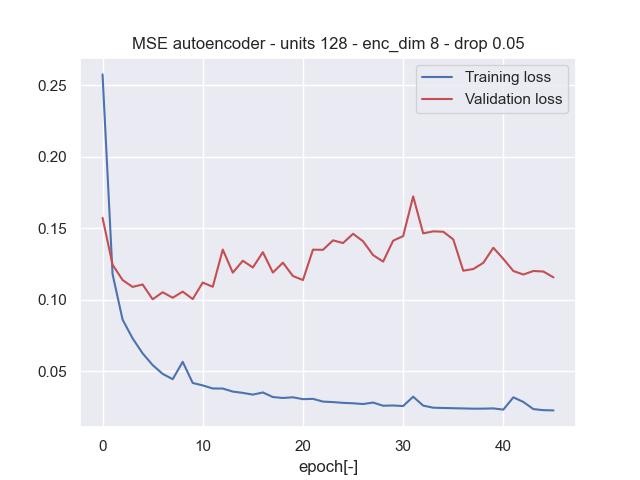 MSE autoencoder - units 128 - enc_dim 8 - drop 0.05
Training loss
Validation loss
0.25
0.20
0.15
0.10
0.05
0 10 20 30 40
epoch[-]